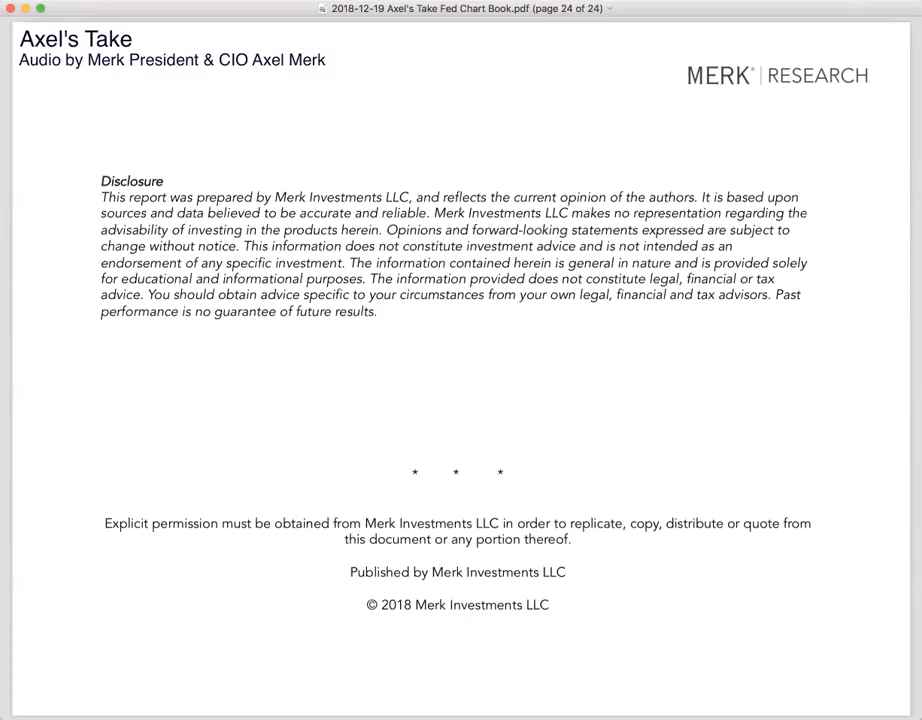 2018-12-19 Axel's Take Fed Chart Book.pdf (page 24 of 24)
Axel's Take
Audio by Merk President & CIO Axel Merk
MERK® | RESEARCH
Disclosure
This report was prepared by Merk Investments LLC, and reflects the current opinion of the authors. It is based upon
sources and data believed to be accurate and reliable. Merk Investments LLC makes no representation regarding the
advisability of investing in the products herein. Opinions and forward-looking statements expressed are subject to
change without notice. This information does not constitute investment advice and is not intended as an
endorsement of any specific investment. The information contained herein is general in nature and is provided solely
for educational and informational purposes. The information provided does not constitute legal, financial or tax
advice. You should obtain advice specific to your circumstances from your own legal, financial and tax advisors. Past
performance is no guarantee of future results.
* * *
Explicit permission must be obtained from Merk Investments LLC in order to replicate, copy, distribute or quote from
this document or any portion thereof.
Published by Merk Investments LLC
© 2018 Merk Investments LLC